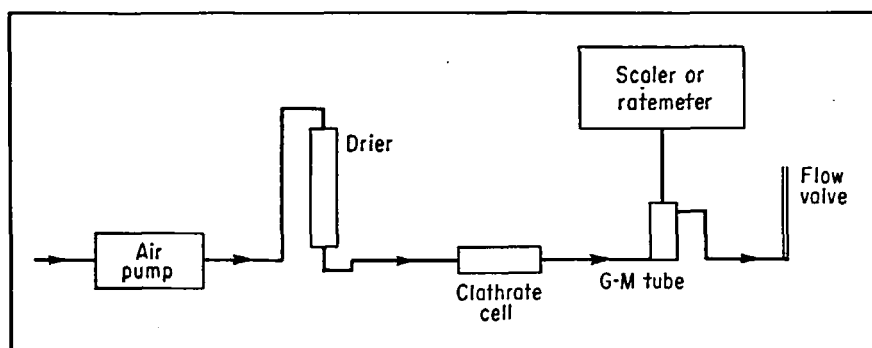 Scaler or
ratemeter
Drier
Flow
valve
Air
pump
Clathrate
cell
G-M tube